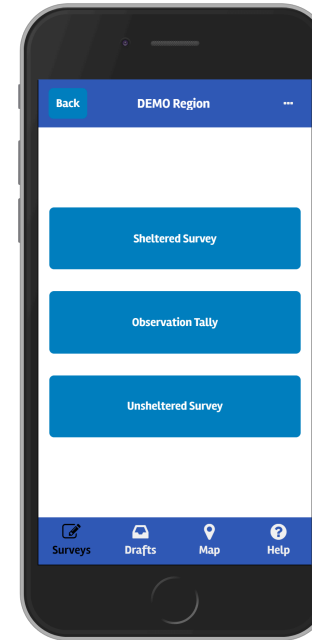 Back DEMO Region ...
Sheltered Survey
Observation Tally
Unsheltered Survey
Surveys Drafts Map Help